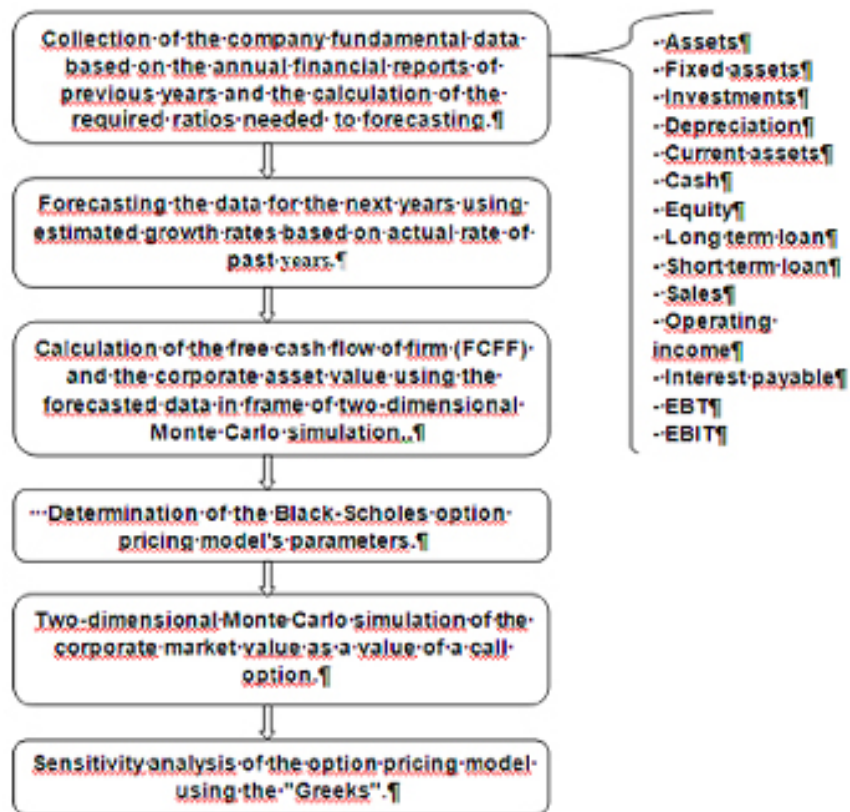 Collection of the company fundamental data
based on the annual financial reports of
previous years and the calculation of the
required ratios needed to forecasting.¶
Forecasting the data for the next years using
estimated growth rates based on actual rate of
past years.¶
Calculation of the free cash flow of firm (FCFF)
and the corporate asset value using the
forecasted data in frame of two-dimensional
Monte Carlo simulation..¶
Determination of the Black-Scholes option
pricing model's parameters.¶
Two-dimensional Monte Carlo simulation of the
corporate market value as a value of a call
option.¶
Sensitivity analysis of the option pricing model
using the "Greeks".¶
- Assets¶
- Fixed assets¶
- Investments¶
- Depreciation¶
- Current assets¶
- Cash¶
- Equity¶
- Long term loan¶
- Short term loan¶
- Sales¶
- Operating
income¶
- Interest payable¶
- EBT¶
- EBIT¶